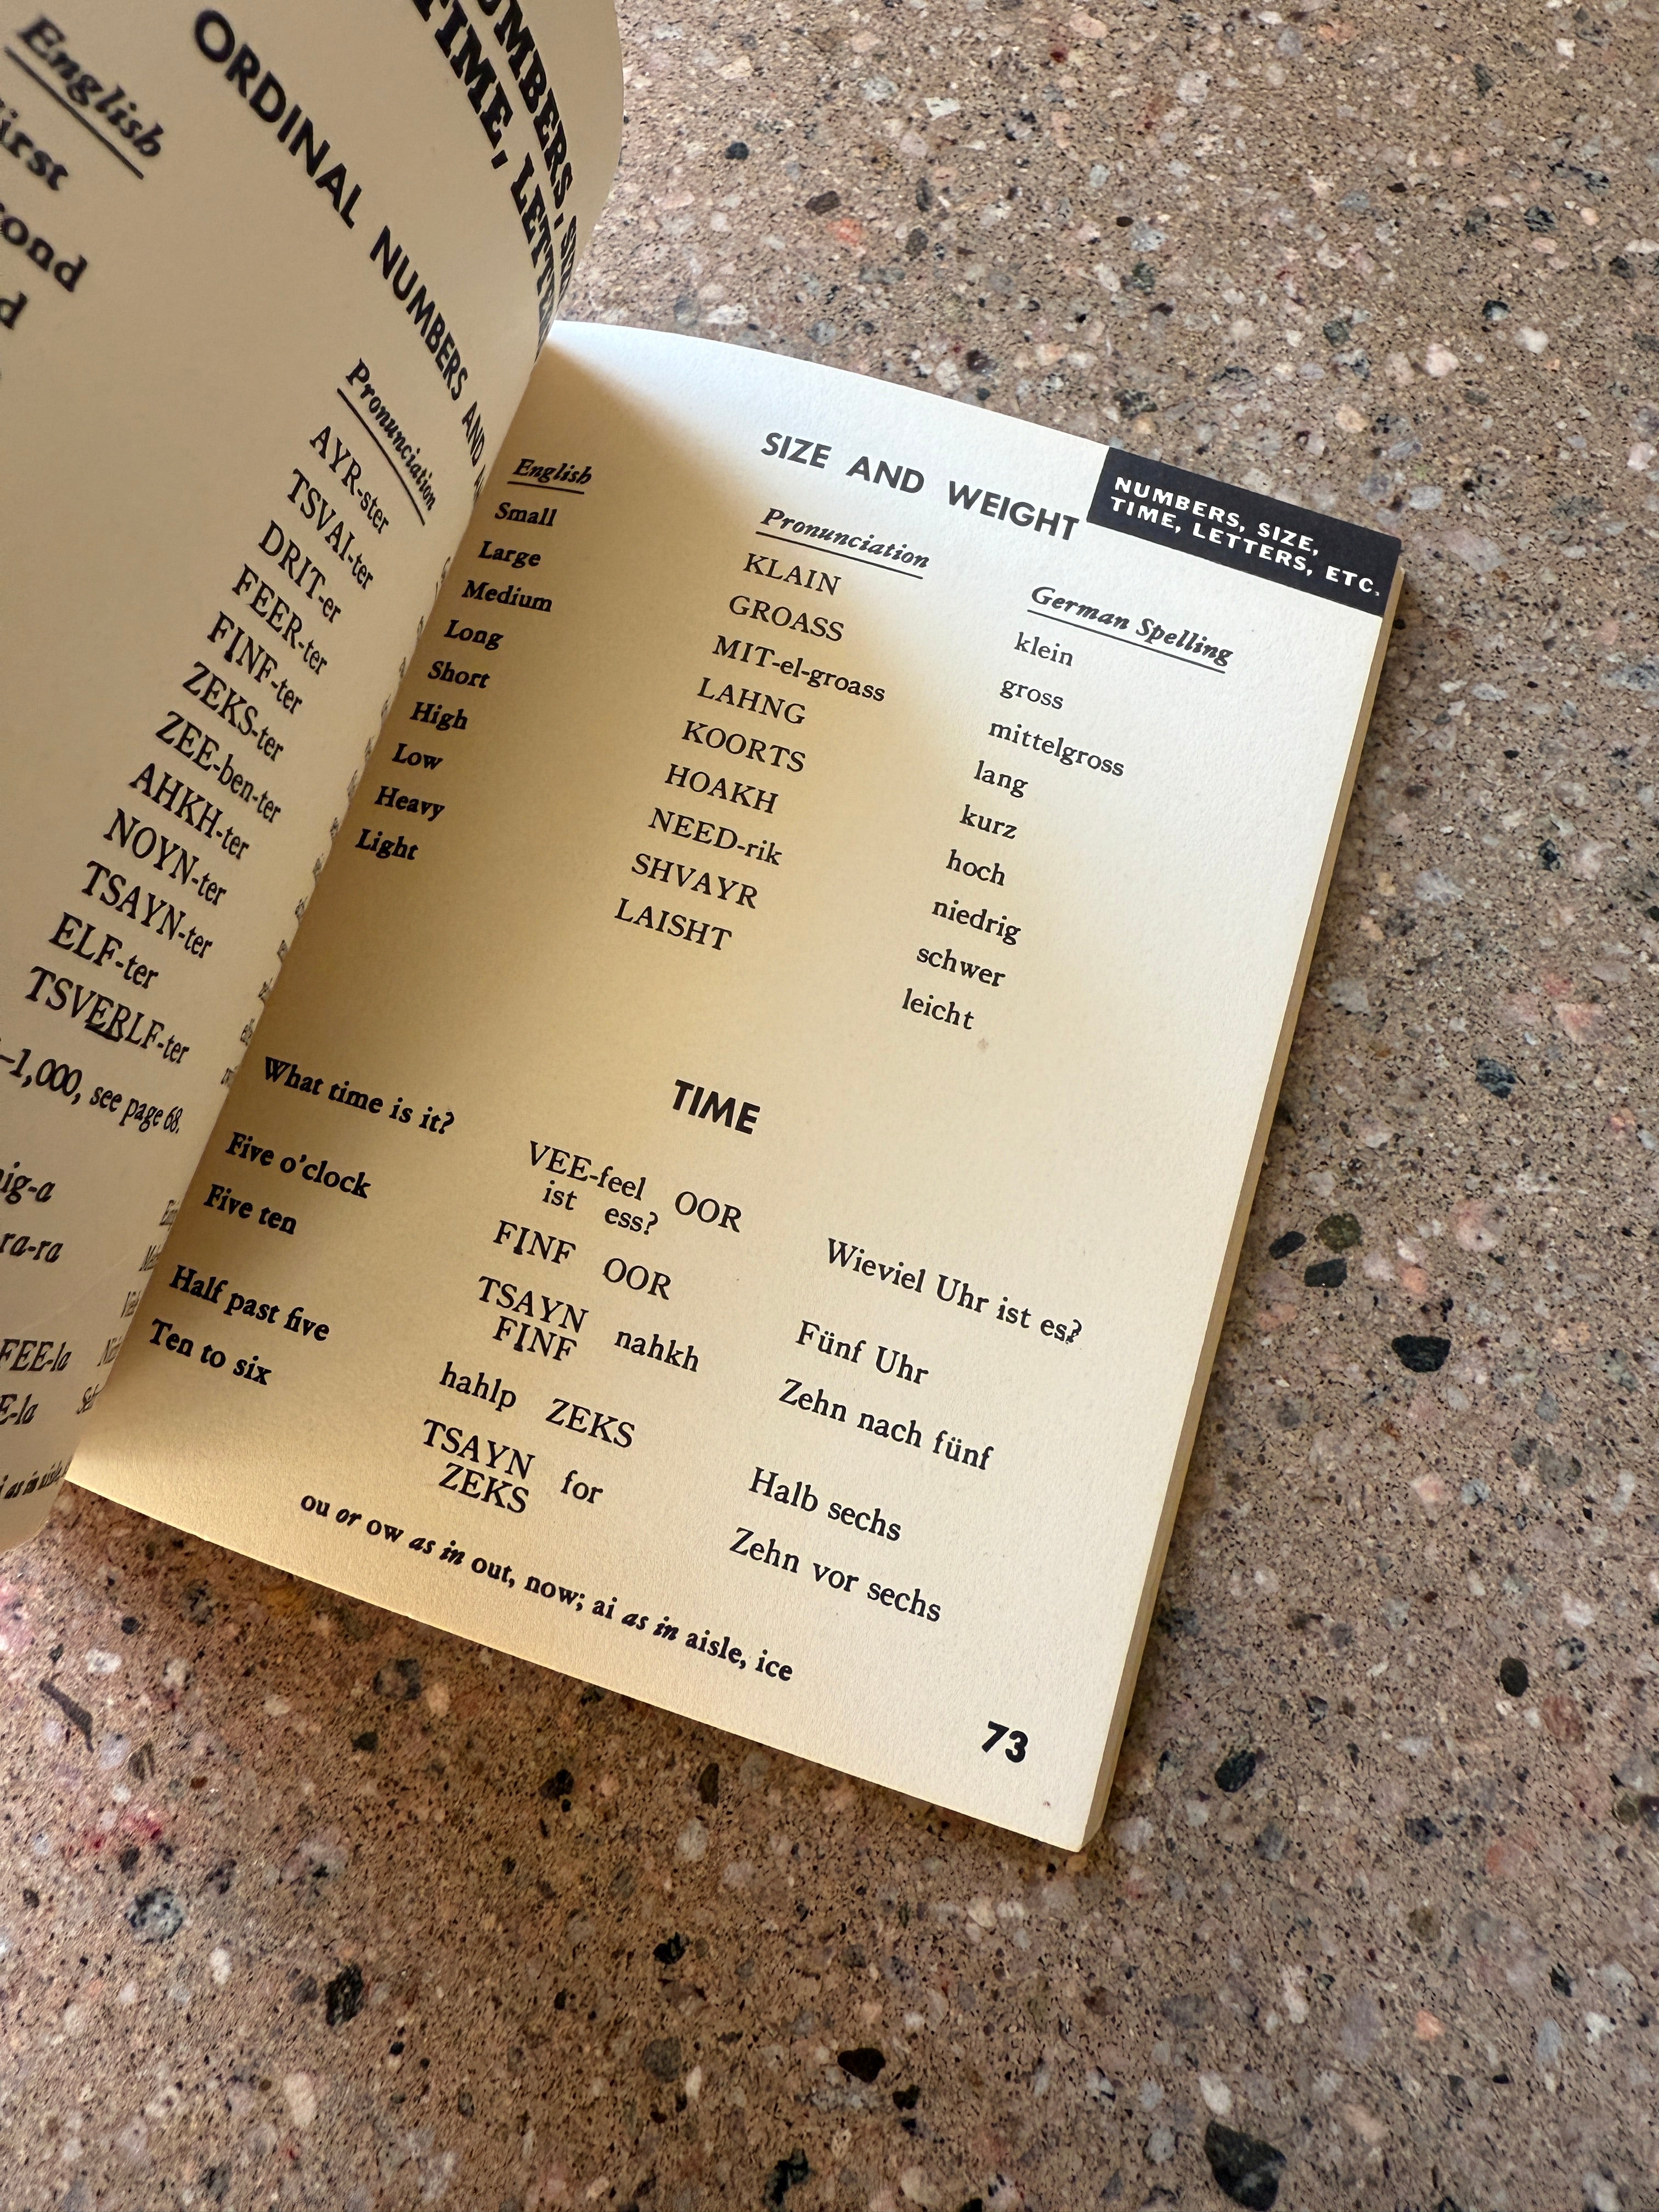 ORDINAL NUMBERS AND
English
Pronunciation
AYR-ster
TSVAI-ter
DRIT-er
FEER-ter
FINF-ter
ZEKS-ter
ZEE-ben-ter
AHKH-ter
NOYN-ter
TSAYN-ter
ELF-ter
TSVERLF-ter
1,000, see page 68.
NUMBERS, SIZE,
TIME, LETTERS, ETC.
SIZE AND WEIGHT
English Pronunciation German Spelling
Small KLAIN klein
Large GROASS gross
Medium MIT-el-groass mittelgross
Long LAHNG lang
Short KOORTS kurz
High HOAKH hoch
Low NEED-rik niedrig
Heavy SHVAYR schwer
Light LAISHT leicht
TIME
What time is it? VEE-feel OOR Wieviel Uhr ist es?
ist ess?
Five o'clock FINF OOR Fünf Uhr
Five ten TSAYN nahkh Zehn nach fünf
FINF
Half past five hahlp ZEKS Halb sechs
Ten to six TSAYN for Zehn vor sechs
ZEKS
ou or ow as in out, now; ai as in aisle, ice
73